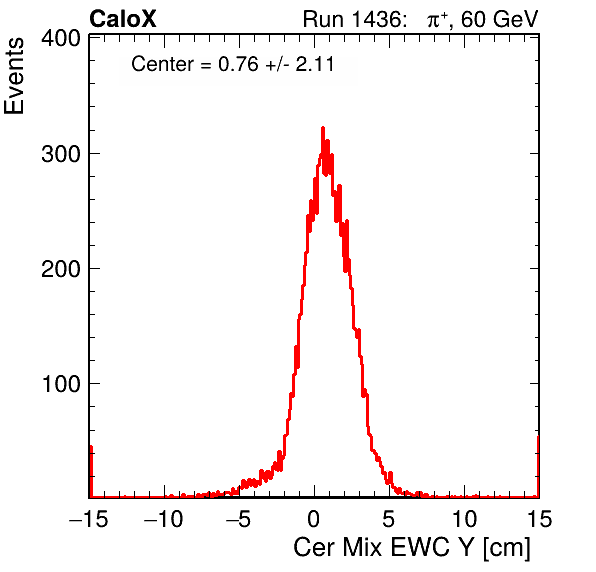 CaloX Run 1436: π⁺, 60 GeV
Events
Center = 0.76 +/- 2.11
400
300
200
100
−15 −10 −5 0 5 10 15
Cer Mix EWC Y [cm]